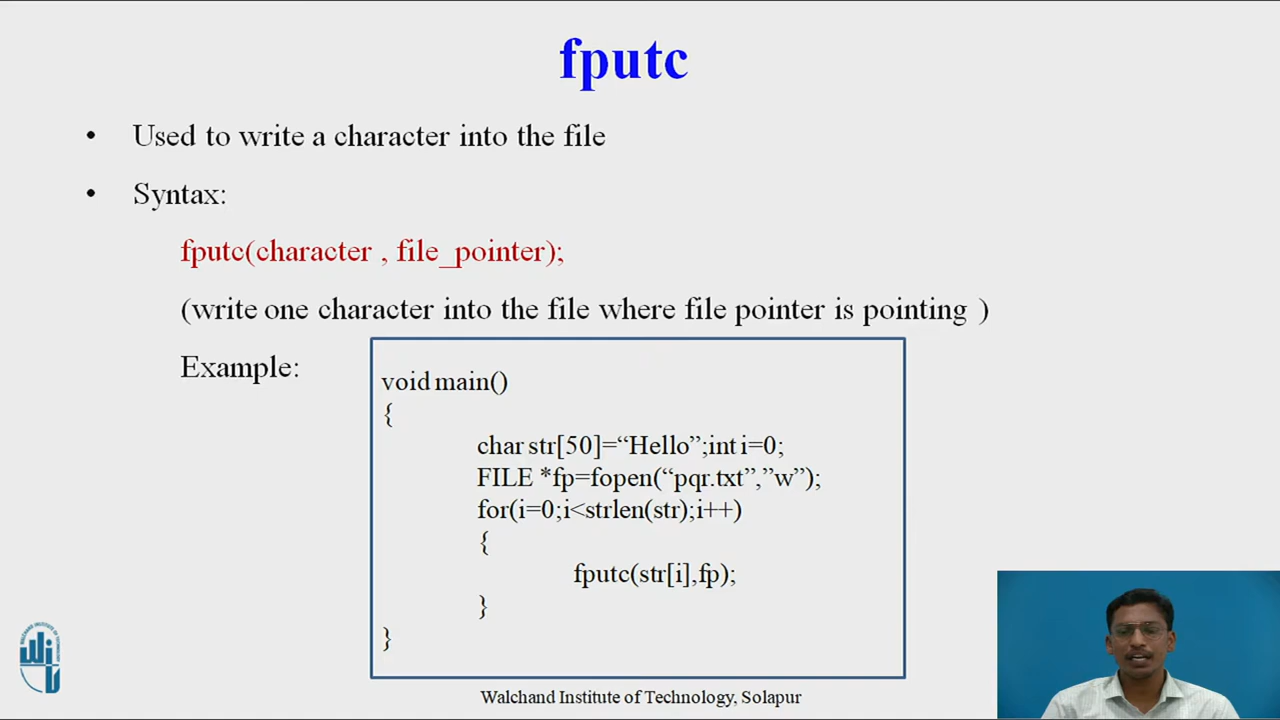 fputc
• Used to write a character into the file
• Syntax:
fputc(character , file_pointer);
(write one character into the file where file pointer is pointing )
Example:
void main()
{
char str[50]=“Hello”;int i=0;
FILE *fp=fopen(“pqr.txt”,”w”);
for(i=0;i<strlen(str);i++)
{
fputc(str[i],fp);
}
}
Walchand Institute of Technology, Solapur